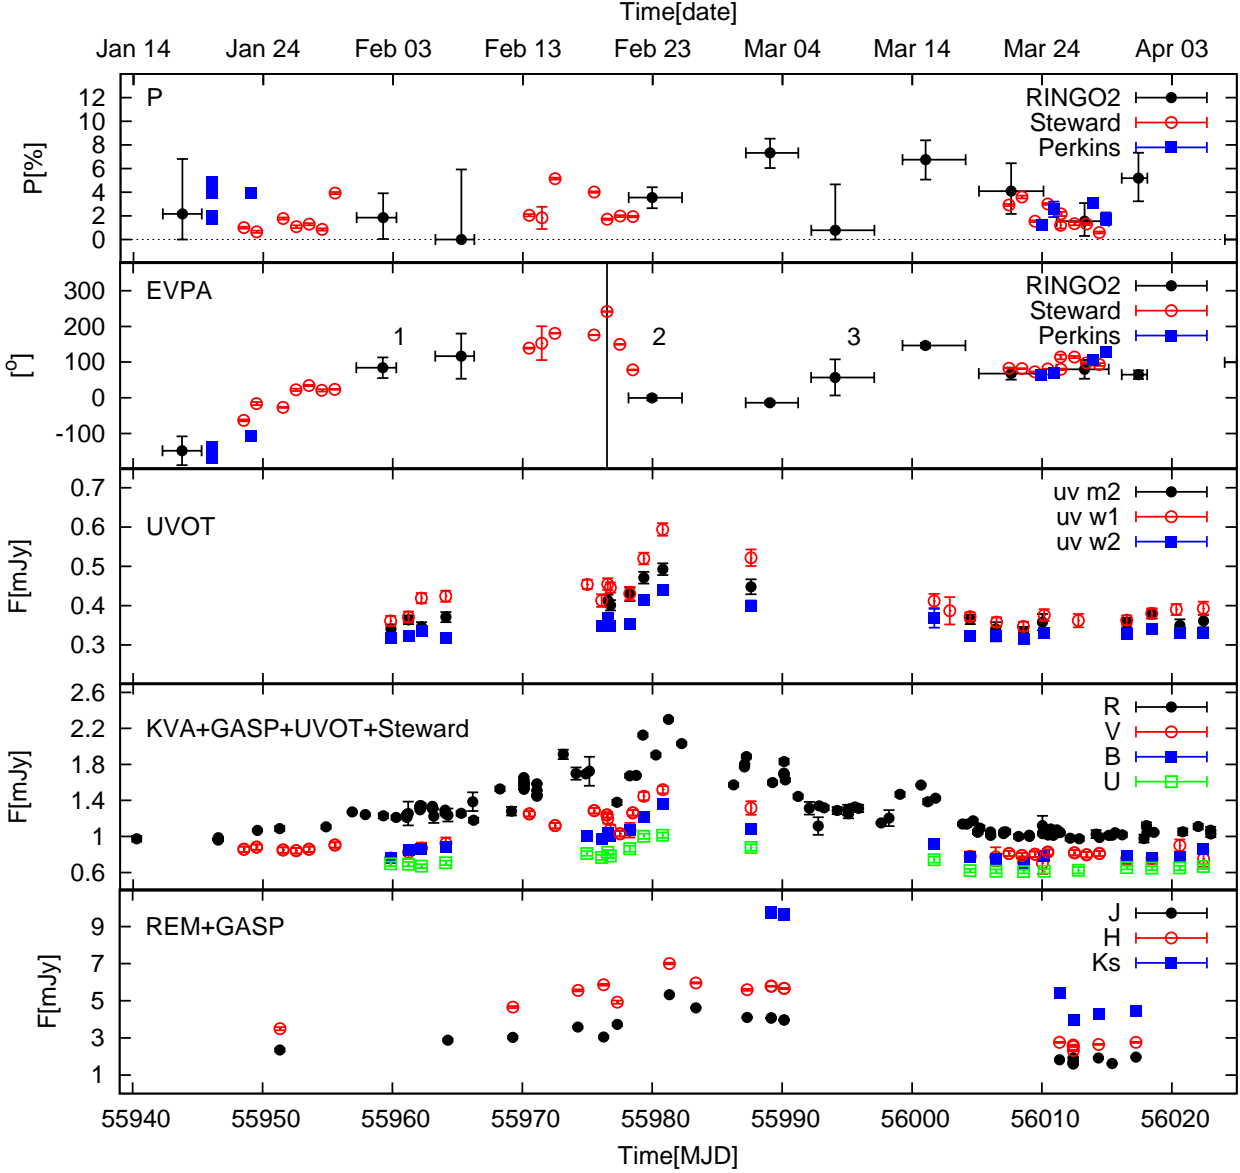 Time[date]
Jan 14 Jan 24 Feb 03 Feb 13 Feb 23 Mar 04 Mar 14 Mar 24 Apr 03
P[%]
12
10
8
6
4
2
0
P
RINGO2
Steward
Perkins
[o]
300
200
100
0
-100
EVPA
1
2
3
RINGO2
Steward
Perkins
F[mJy]
0.7
0.6
0.5
0.4
0.3
UVOT
uv m2
uv w1
uv w2
F[mJy]
2.6
2.2
1.8
1.4
1
0.6
KVA+GASP+UVOT+Steward
R
V
B
U
F[mJy]
9
7
5
3
1
REM+GASP
J
H
Ks
55940 55950 55960 55970 55980 55990 56000 56010 56020
Time[MJD]